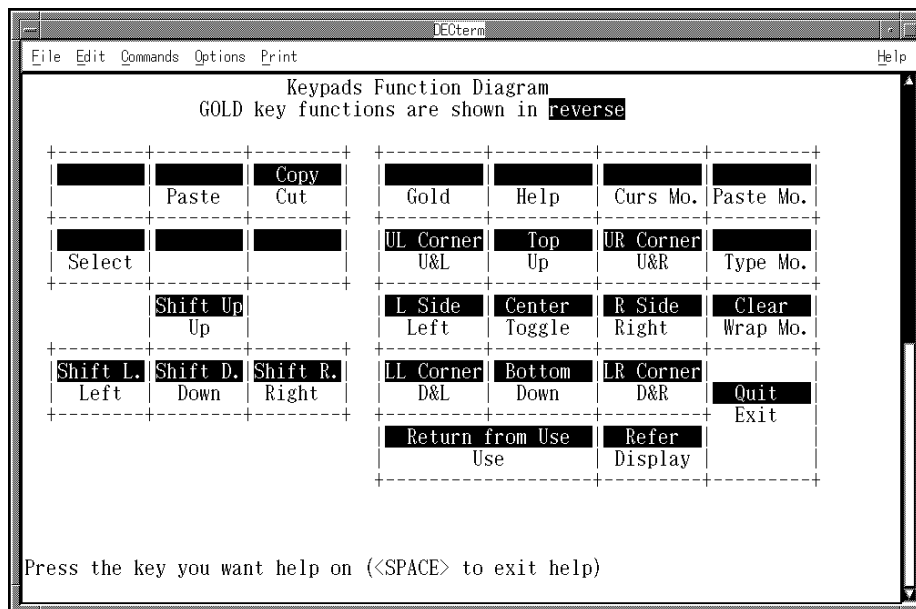 DECterm
File Edit Commands Options Print Help
Keypads Function Diagram
GOLD key functions are shown in reverse
Copy
Paste Cut Gold Help Curs Mo. Paste Mo.
UL Corner Top UR Corner
Select U&L Up U&R Type Mo.
Shift Up L Side Center R Side Clear
Up Left Toggle Right Wrap Mo.
Shift L. Shift D. Shift R. LL Corner Bottom LR Corner
Left Down Right D&L Down D&R Quit
Exit
Return from Use Refer
Use Display
Press the key you want help on (<SPACE> to exit help)